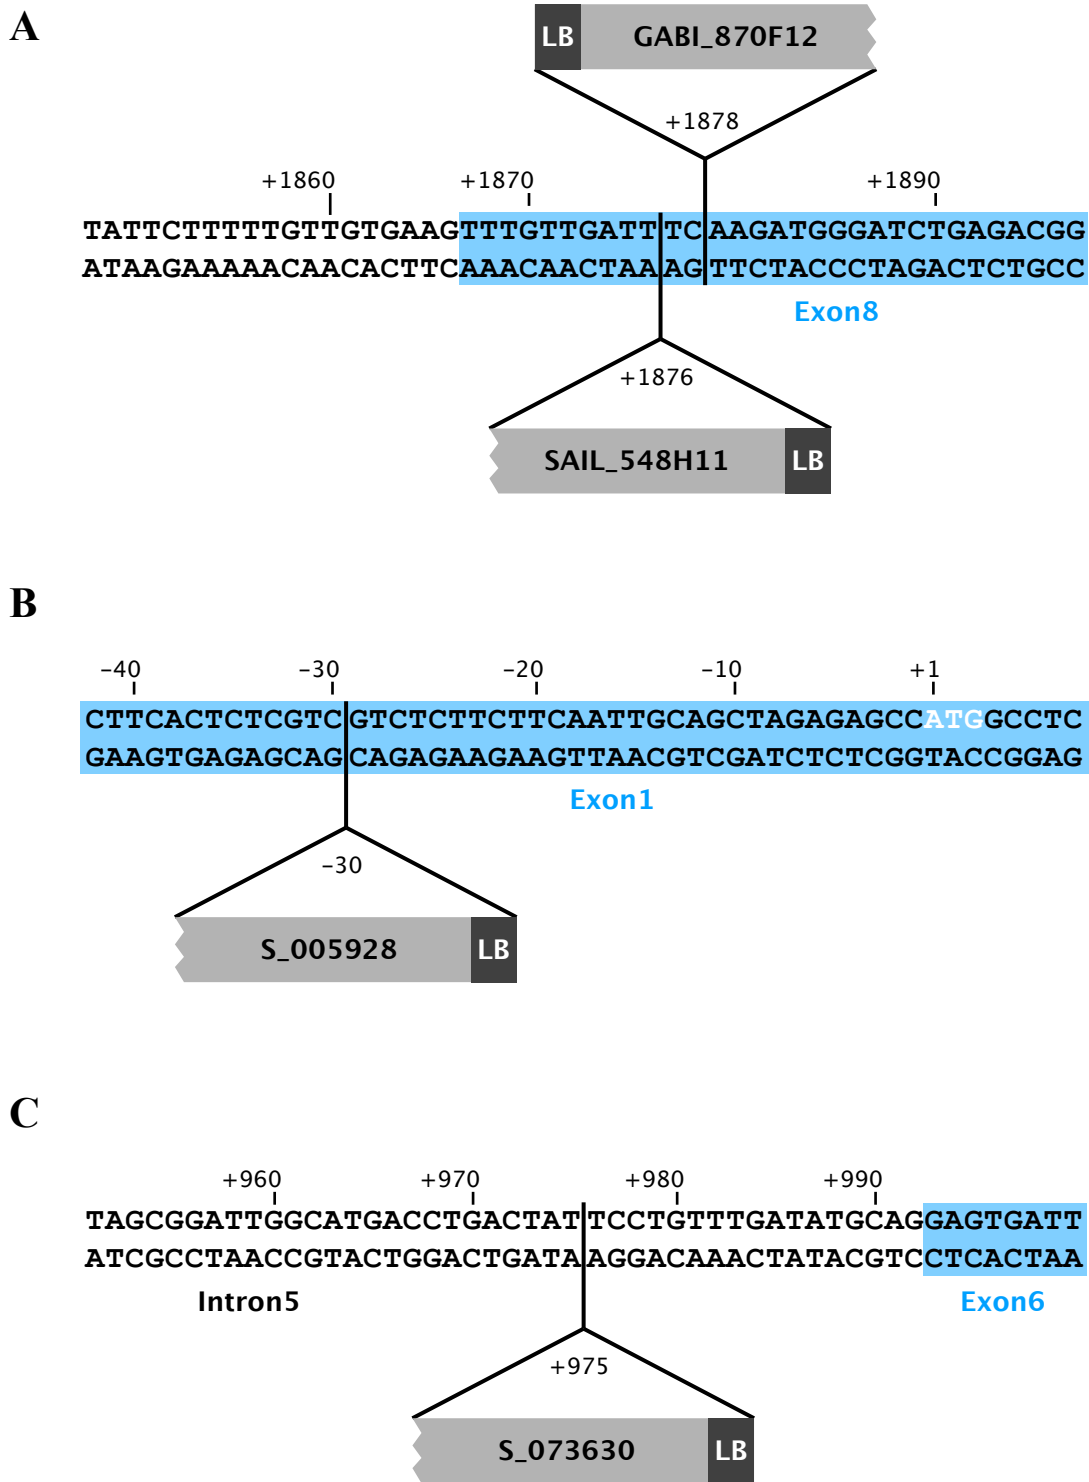 A
LB GABI_870F12
+1878
+1860 +1870 +1890
TATTCTTTTTGTTGTGAAGTTTGTTGATTTCAAGATGGGATCTGAGACGG
ATAAGAAAAACAACACTTCAAACAACTAAAGTTCTACCCTAGACTCTGCC
Exon8
+1876
SAIL_548H11 LB
B
−40 −30 −20 −10 +1
CTTCACTCTCGTCGTCTCTTCTTCAATTGCAGCTAGAGAGCCATGGCCTC
GAAGTGAGAGCAGCAGAGAAGAAGTTAACGTCGATCTCTCGGTACCGGAG
Exon1
−30
S_005928 LB
C
+960 +970 +980 +990
TAGCGGATTGGCATGACCTGACTATTCCTGTTTGATATGCAGGAGTGATT
ATCGCCTAACCGTACTGGACTGATAAGGACAAACTATACGTCCTCACTAA
Intron5 Exon6
+975
S_073630 LB